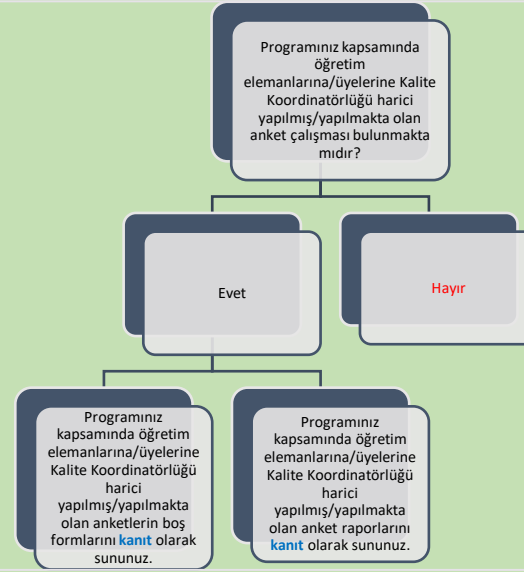 Programınız kapsamında
öğretim
elemanlarına/üyelerine Kalite
Koordinatörlüğü harici
yapılmış/yapılmakta olan
anket çalışması bulunmakta
mıdır?
Evet
Hayır
Programınız
kapsamında öğretim
elemanlarına/üyelerine
Kalite Koordinatörlüğü
harici
yapılmış/yapılmakta
olan anketlerin boş
formlarını kanıt olarak
sununuz.
Programınız
kapsamında öğretim
elemanlarına/üyelerine
Kalite Koordinatörlüğü
harici
yapılmış/yapılmakta
olan anket raporlarını
kanıt olarak sununuz.